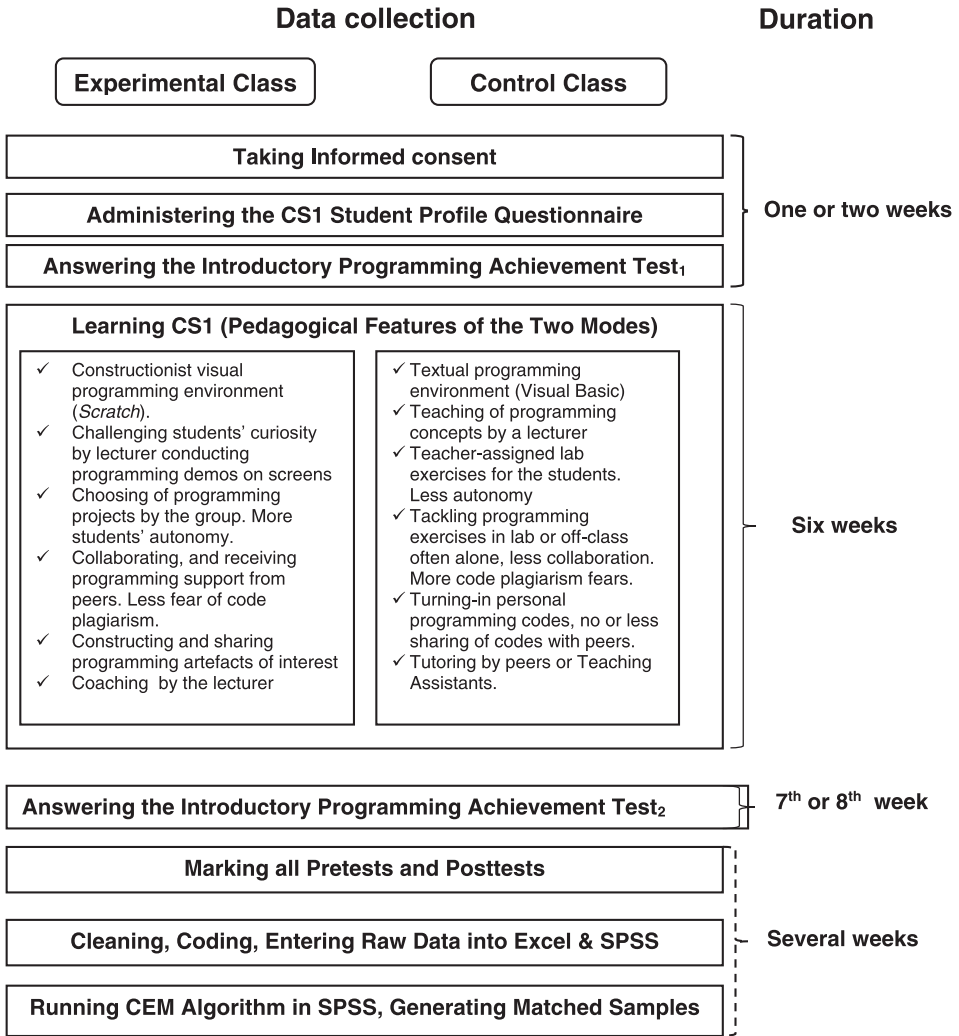 Data collection
Duration
Experimental Class
Control Class
Taking Informed consent
Administering the CS1 Student Profile Questionnaire
Answering the Introductory Programming Achievement Test₁
One or two weeks
Learning CS1 (Pedagogical Features of the Two Modes)
✓ Constructionist visual
programming environment
(Scratch).
✓ Challenging students' curiosity
by lecturer conducting
programming demos on screens
✓ Choosing of programming
projects by the group. More
students' autonomy.
✓ Collaborating, and receiving
programming support from
peers. Less fear of code
plagiarism.
✓ Constructing and sharing
programming artefacts of interest
✓ Coaching by the lecturer
✓ Textual programming
environment (Visual Basic)
✓ Teaching of programming
concepts by a lecturer
✓ Teacher-assigned lab
exercises for the students.
Less autonomy
✓ Tackling programming
exercises in lab or off-class
often alone, less collaboration.
More code plagiarism fears.
✓ Turning-in personal
programming codes, no or less
sharing of codes with peers.
✓ Tutoring by peers or Teaching
Assistants.
Six weeks
Answering the Introductory Programming Achievement Test₂
7th or 8th week
Marking all Pretests and Posttests
Cleaning, Coding, Entering Raw Data into Excel & SPSS
Running CEM Algorithm in SPSS, Generating Matched Samples
Several weeks